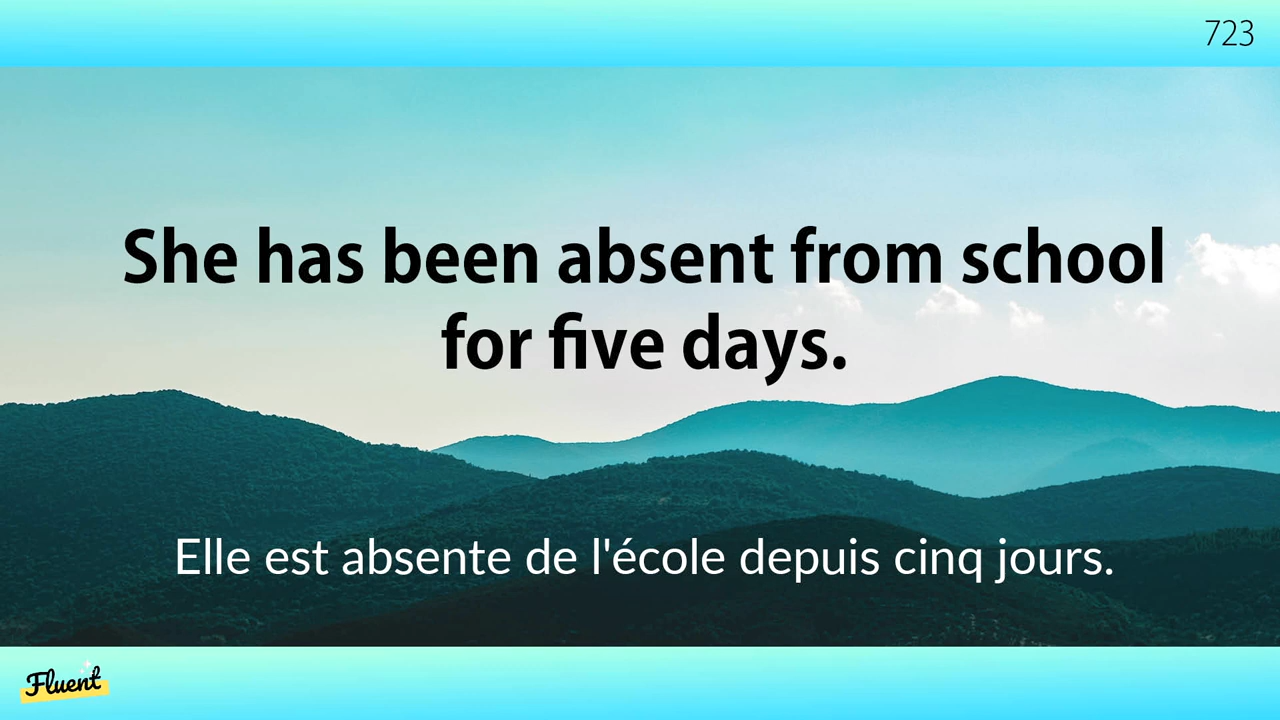 723
She has been absent from school
for five days.
Elle est absente de l'école depuis cinq jours.
Fluent